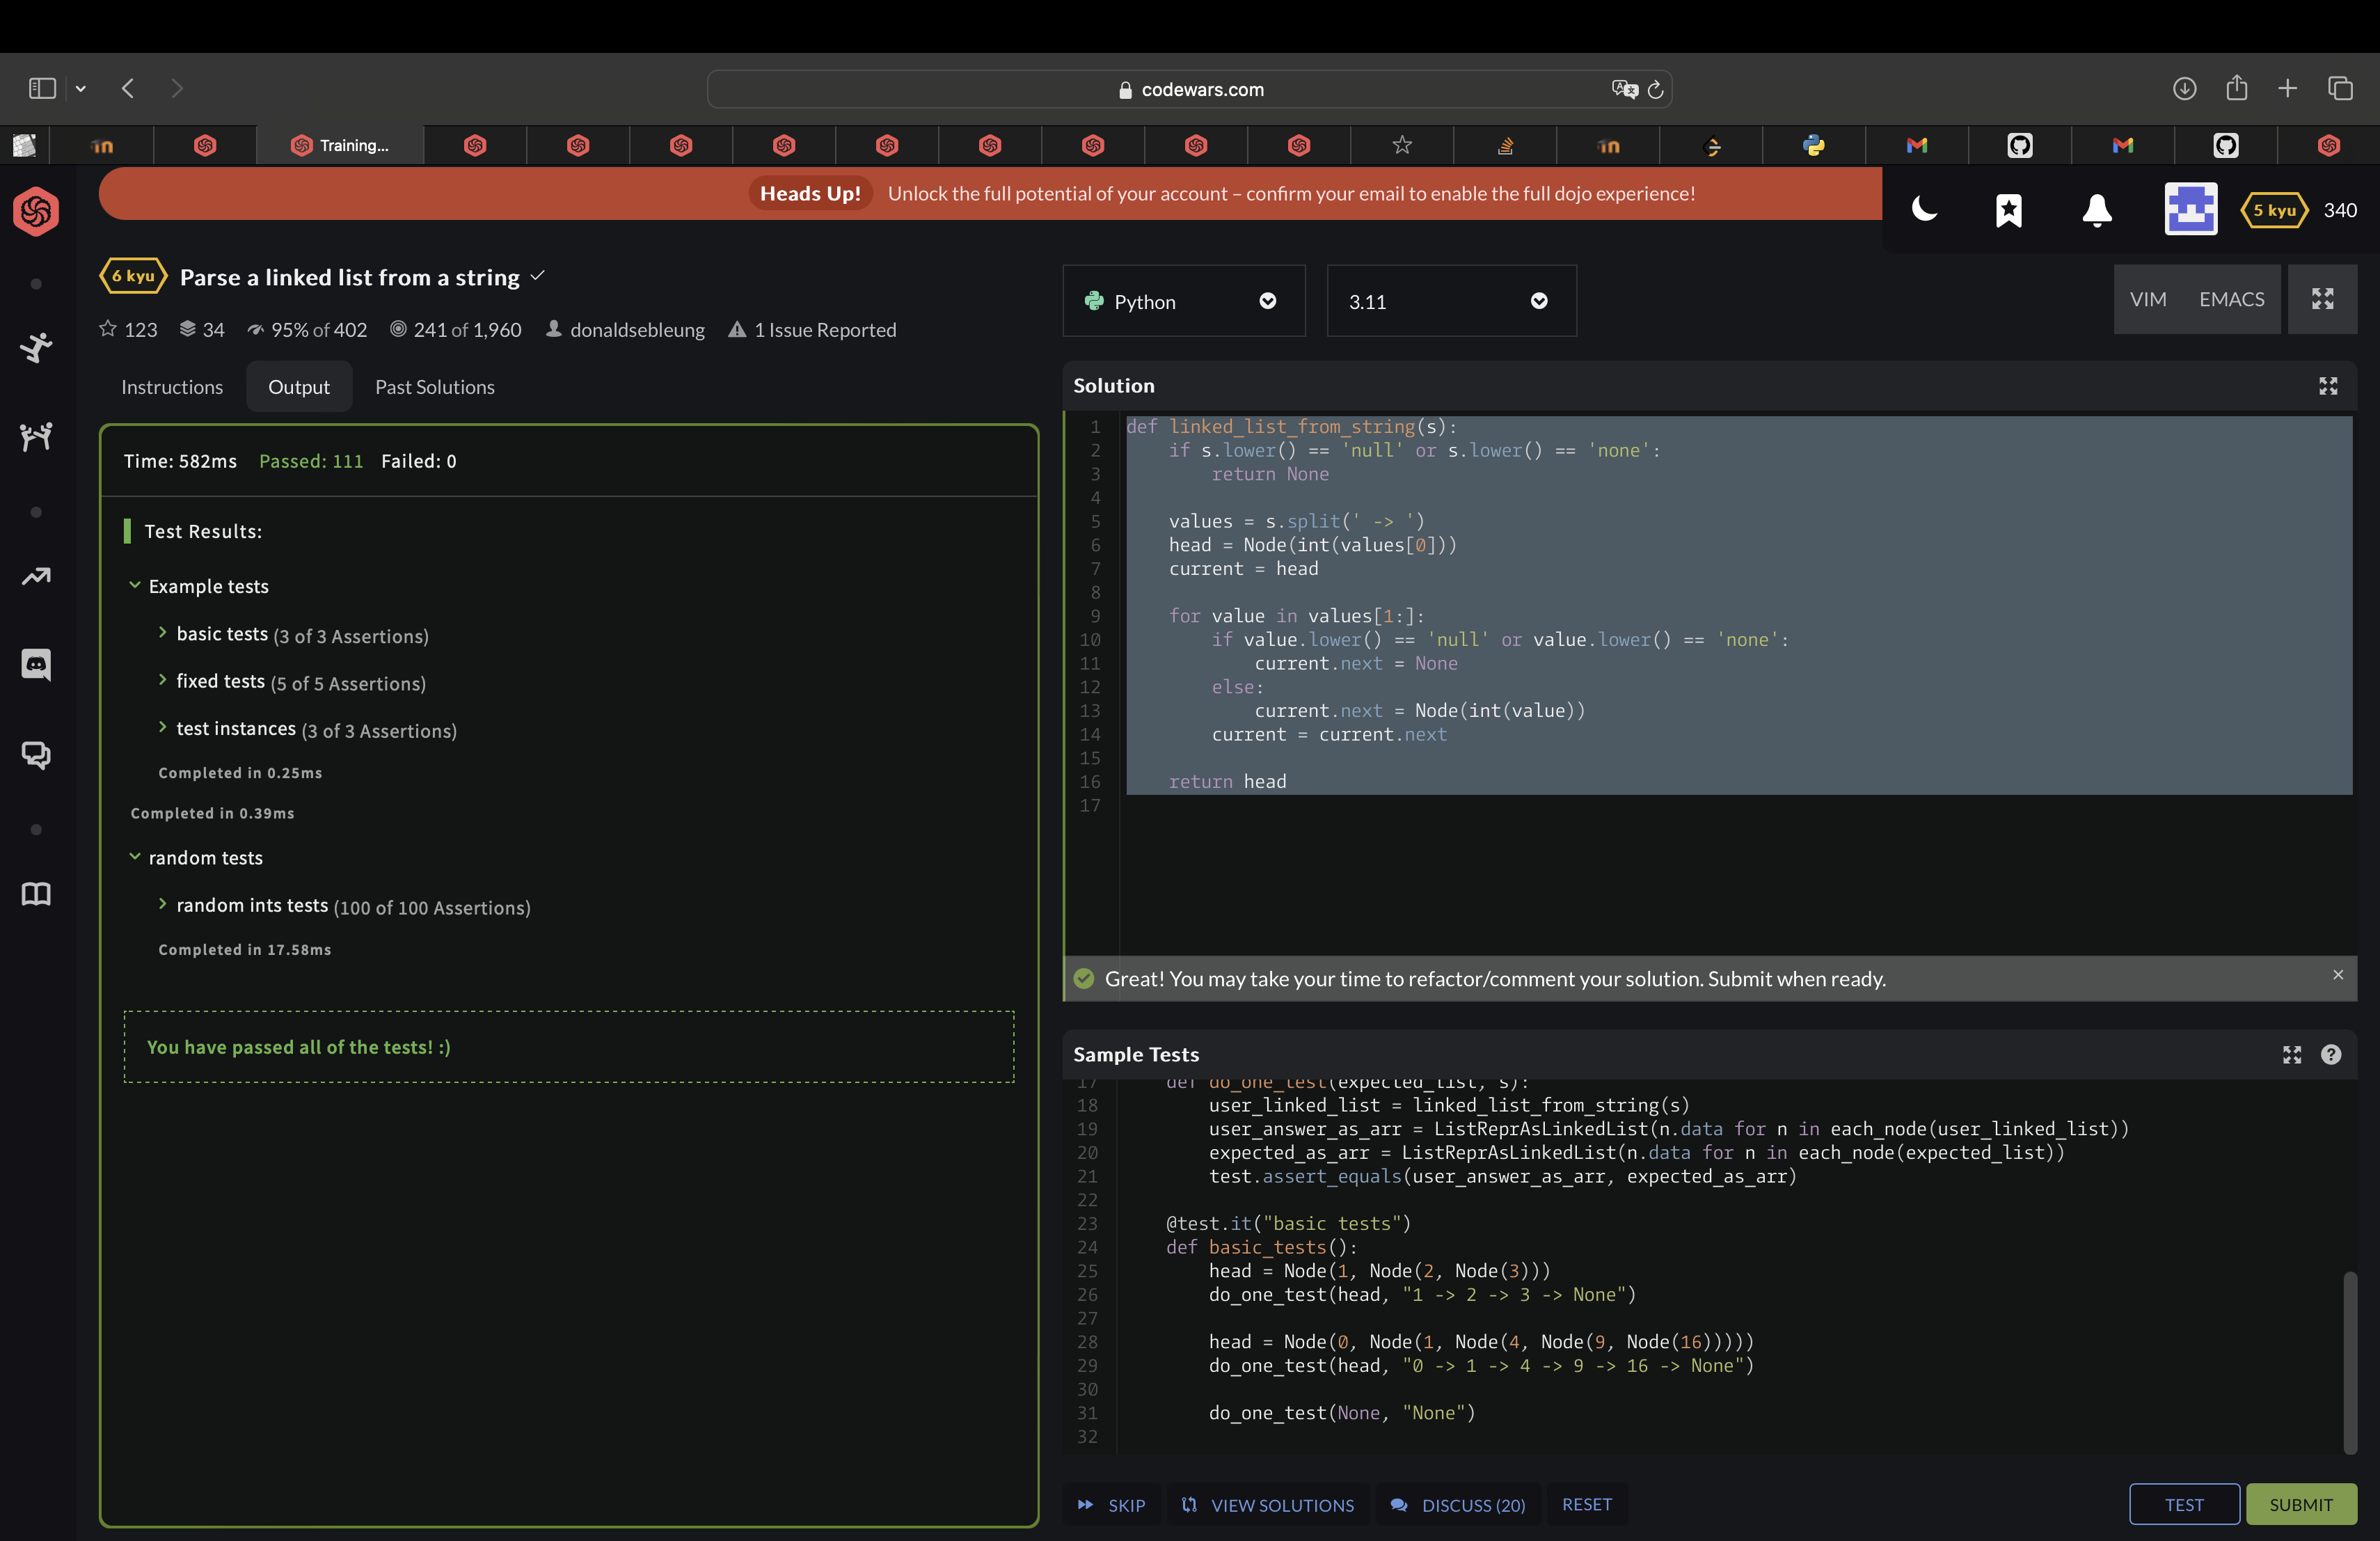 codewars.com
Training...
Heads Up! Unlock the full potential of your account – confirm your email to enable the full dojo experience!
5 kyu 340
6 kyu Parse a linked list from a string
123 34 95% of 402 241 of 1,960 donaldsebleung 1 Issue Reported
Instructions Output Past Solutions
Time: 582ms Passed: 111 Failed: 0
Test Results:
Example tests
basic tests (3 of 3 Assertions)
fixed tests (5 of 5 Assertions)
test instances (3 of 3 Assertions)
Completed in 0.25ms
Completed in 0.39ms
random tests
random ints tests (100 of 100 Assertions)
Completed in 17.58ms
You have passed all of the tests! :)
Python 3.11 VIM EMACS
Solution
1 def linked_list_from_string(s):
2     if s.lower() == 'null' or s.lower() == 'none':
3         return None
4
5     values = s.split(' -> ')
6     head = Node(int(values[0]))
7     current = head
8
9     for value in values[1:]:
10         if value.lower() == 'null' or value.lower() == 'none':
11             current.next = None
12         else:
13             current.next = Node(int(value))
14         current = current.next
15
16     return head
17
Great! You may take your time to refactor/comment your solution. Submit when ready.
Sample Tests
17     def do_one_test(expected_list, s):
18         user_linked_list = linked_list_from_string(s)
19         user_answer_as_arr = ListReprAsLinkedList(n.data for n in each_node(user_linked_list))
20         expected_as_arr = ListReprAsLinkedList(n.data for n in each_node(expected_list))
21         test.assert_equals(user_answer_as_arr, expected_as_arr)
22
23     @test.it("basic tests")
24     def basic_tests():
25         head = Node(1, Node(2, Node(3)))
26         do_one_test(head, "1 -> 2 -> 3 -> None")
27
28         head = Node(0, Node(1, Node(4, Node(9, Node(16)))))
29         do_one_test(head, "0 -> 1 -> 4 -> 9 -> 16 -> None")
30
31         do_one_test(None, "None")
32
SKIP VIEW SOLUTIONS DISCUSS (20) RESET TEST SUBMIT